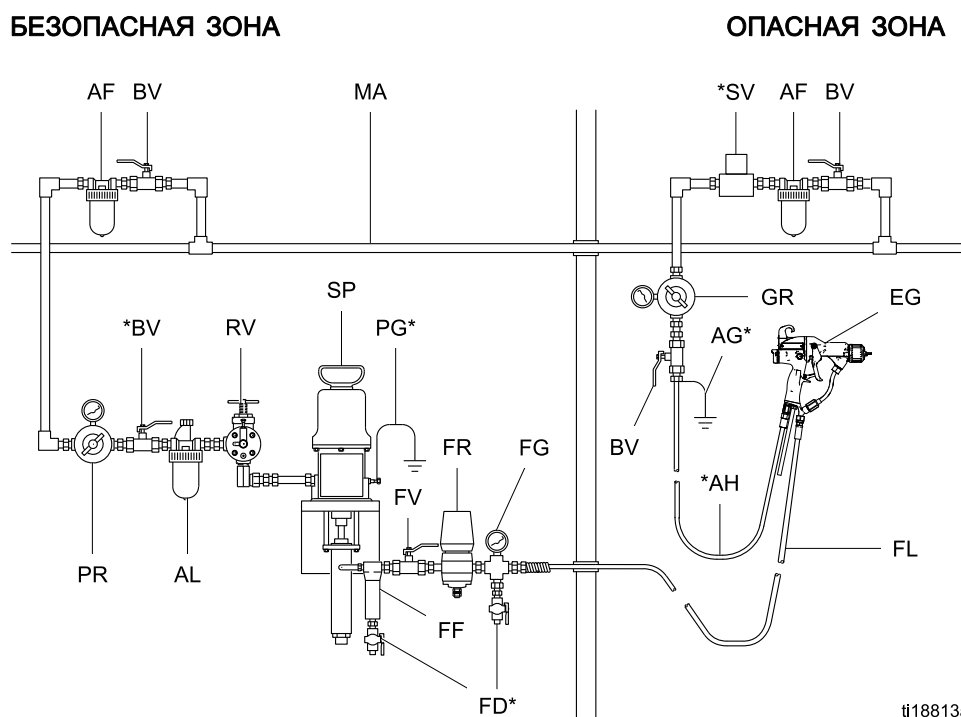 БЕЗОПАСНАЯ ЗОНА ОПАСНАЯ ЗОНА
AF BV MA *SV AF BV
SP GR EG
*BV RV PG* AG*
FR FG BV
FV *AH
PR AL FL
FF
FD*
ti18813